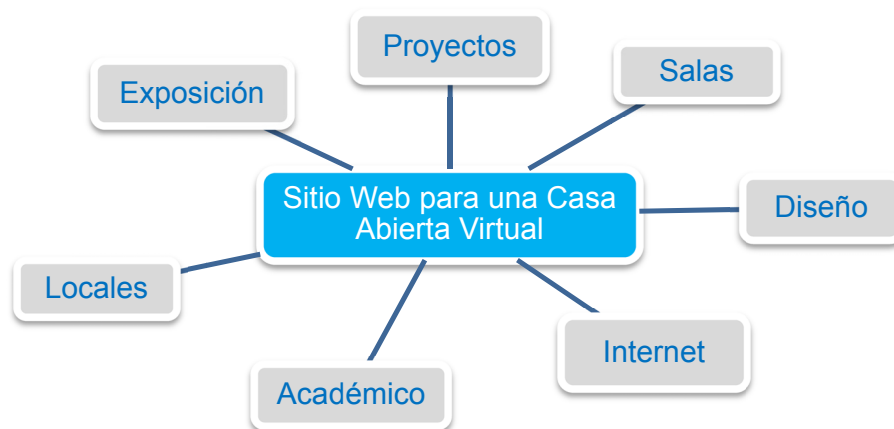 Proyectos
Salas
Exposición
Sitio Web para una Casa
Abierta Virtual
Diseño
Locales
Internet
Académico